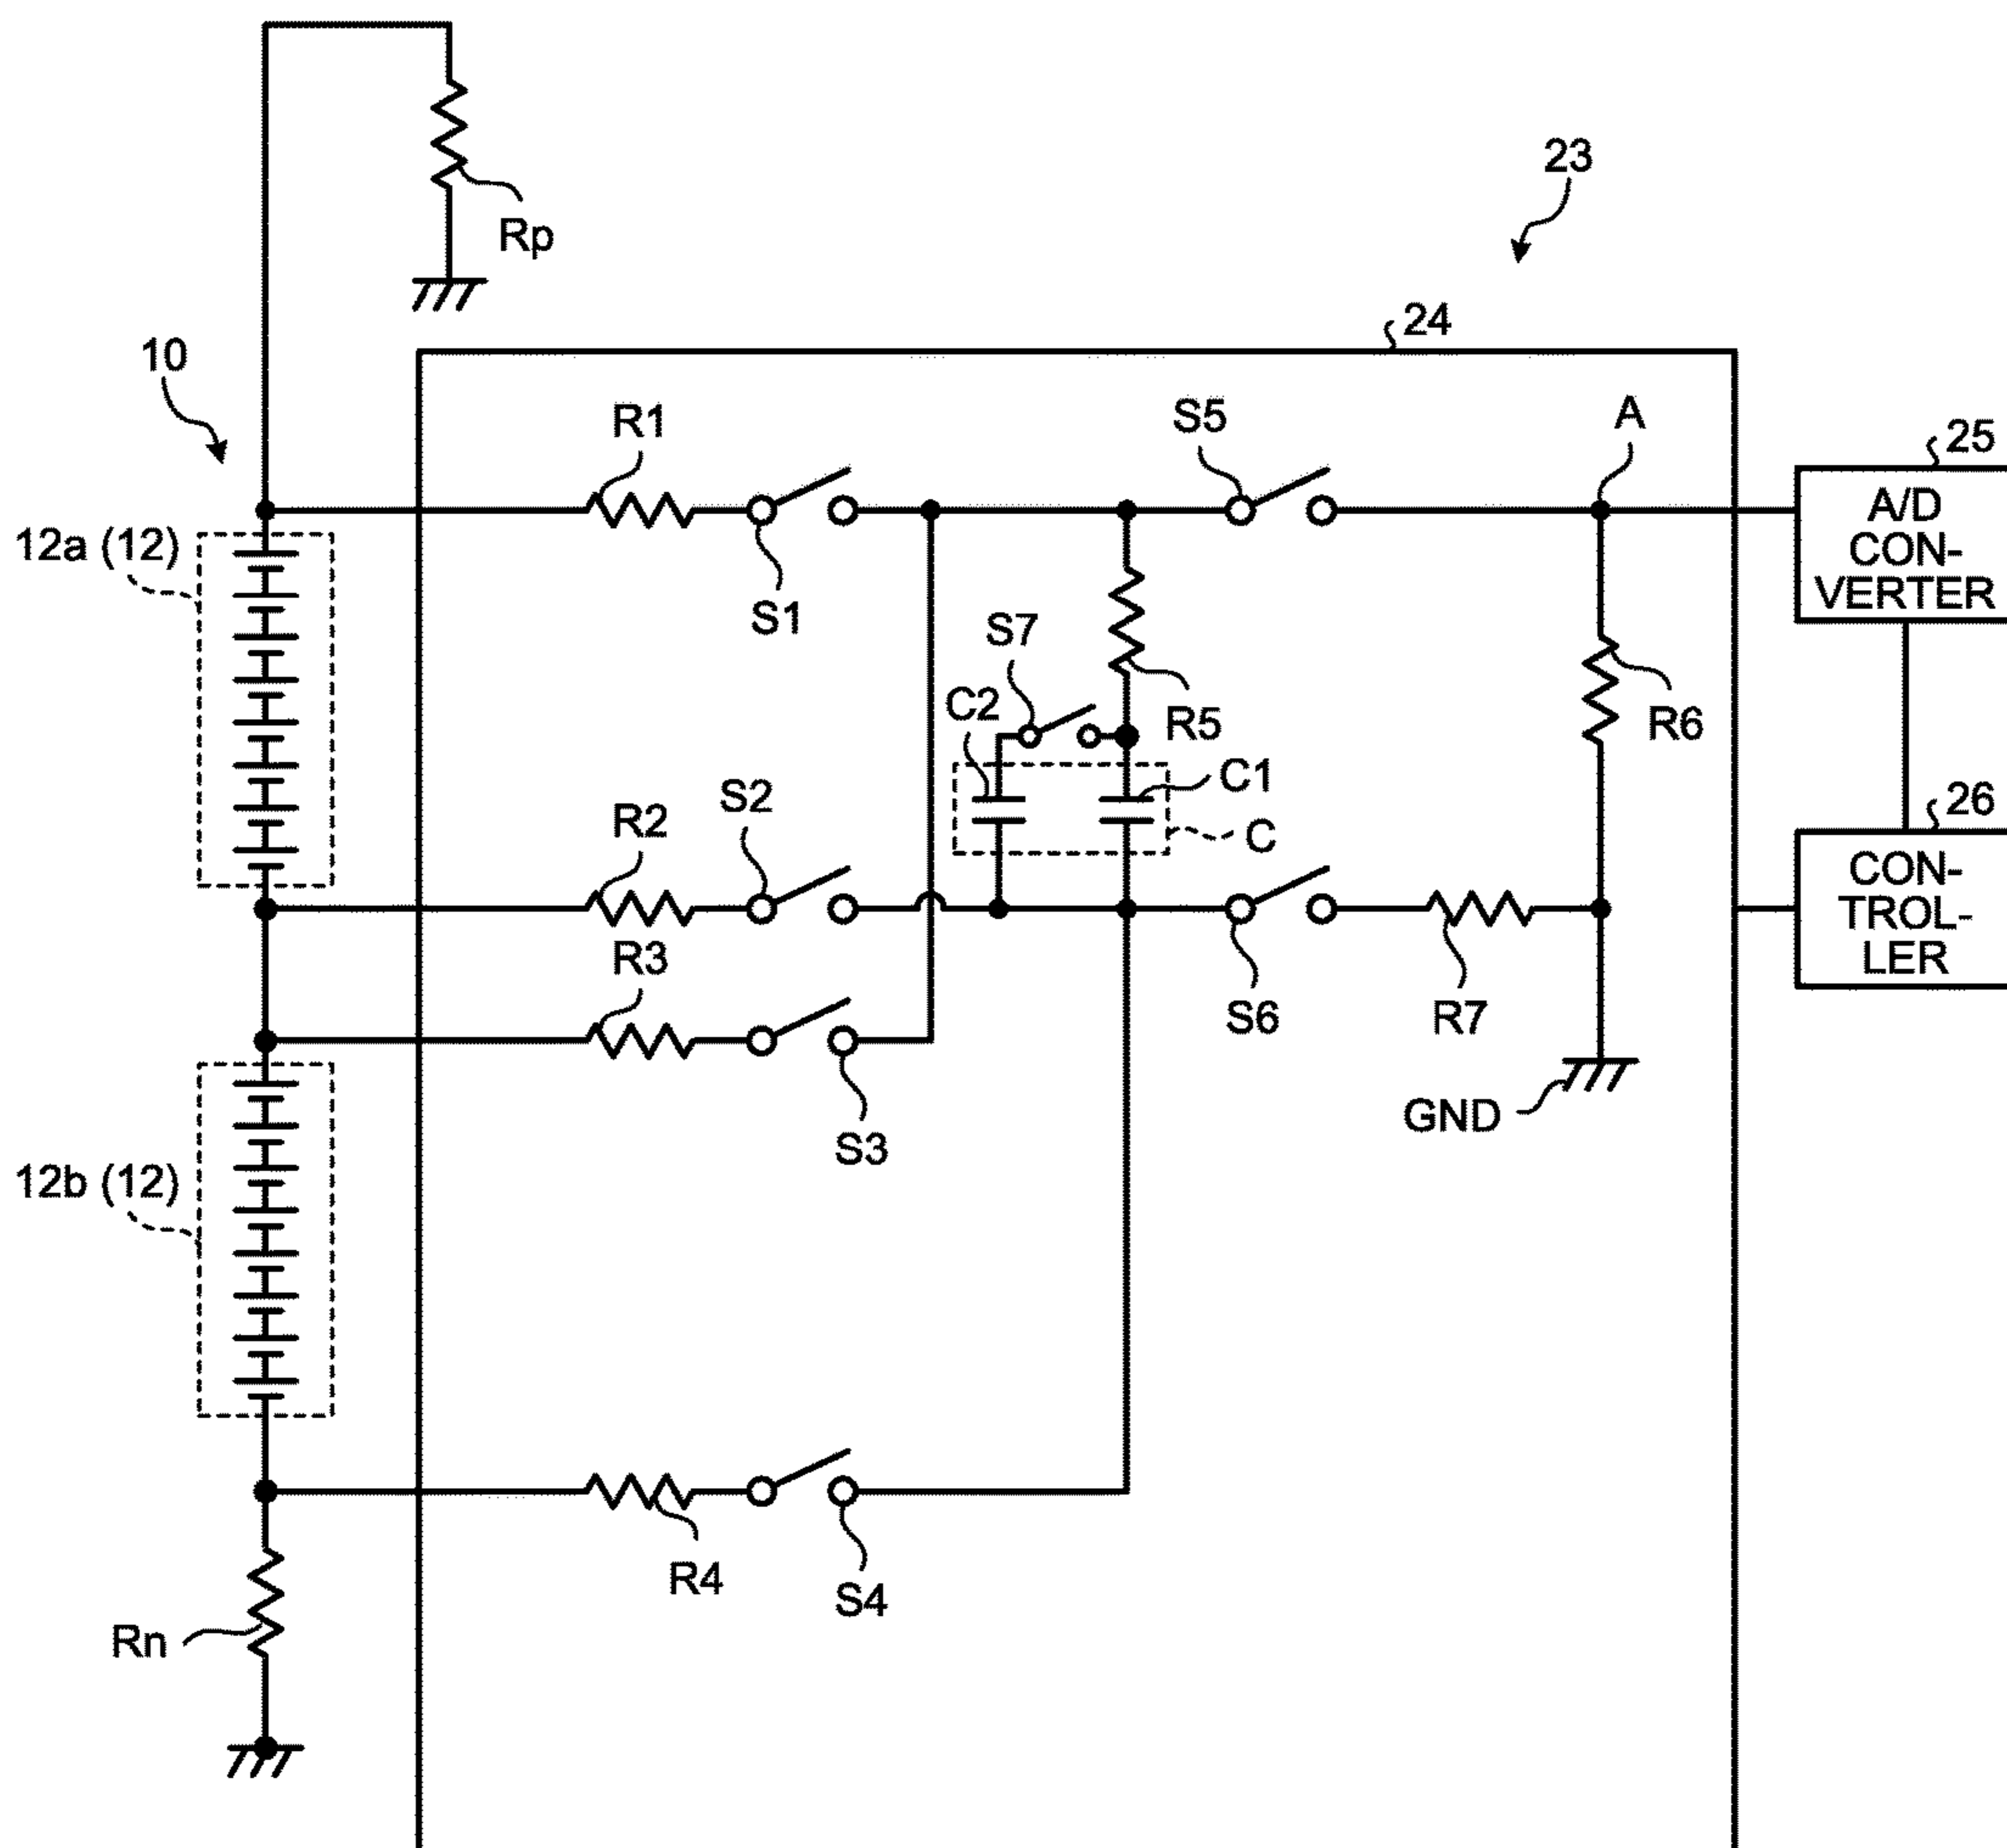 Rp
23
24
10
R1
S5
A
25
A/D
CON-
VERTER
12a (12)
S1
S7
C2
R5
R6
C1
C
26
CON-
TROL-
LER
R2
S2
R3
S6
R7
S3
GND
12b (12)
R4
S4
Rn